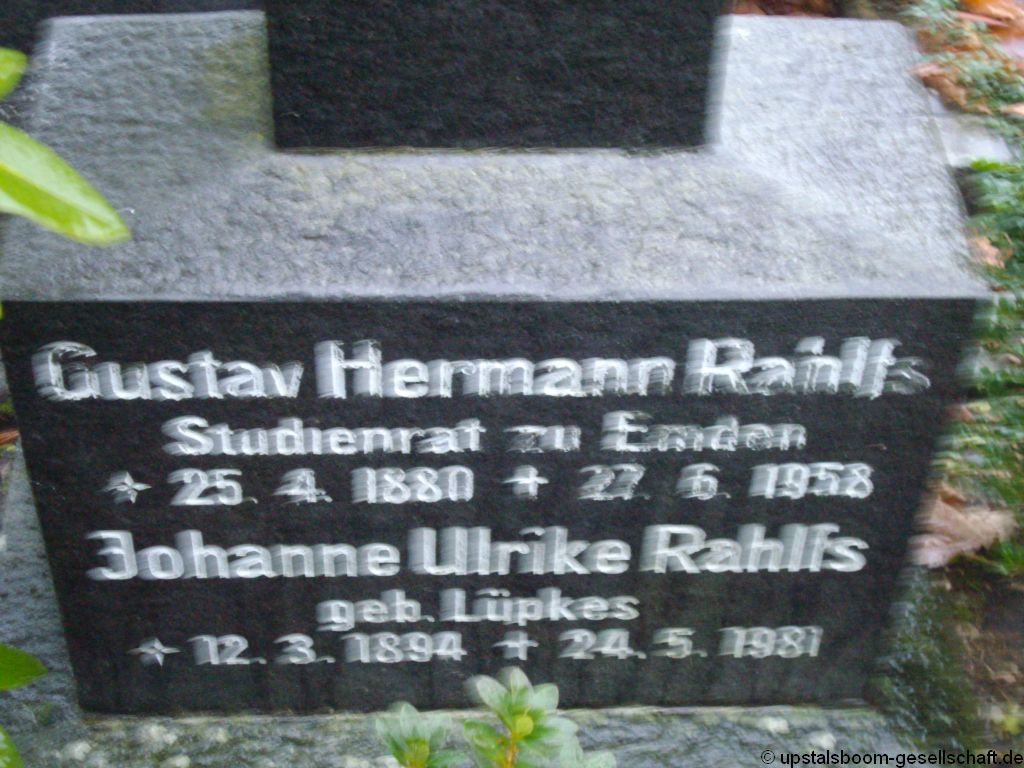 Gustav Hermann Rahlfs
Studienrat zu Emden
* 25. 4. 1880 + 27. 6. 1958
Johanne Ulrike Rahlfs
geb. Lüpkes
* 12. 3. 1894 + 24. 5. 1981
© upstalsboom-gesellschaft.de